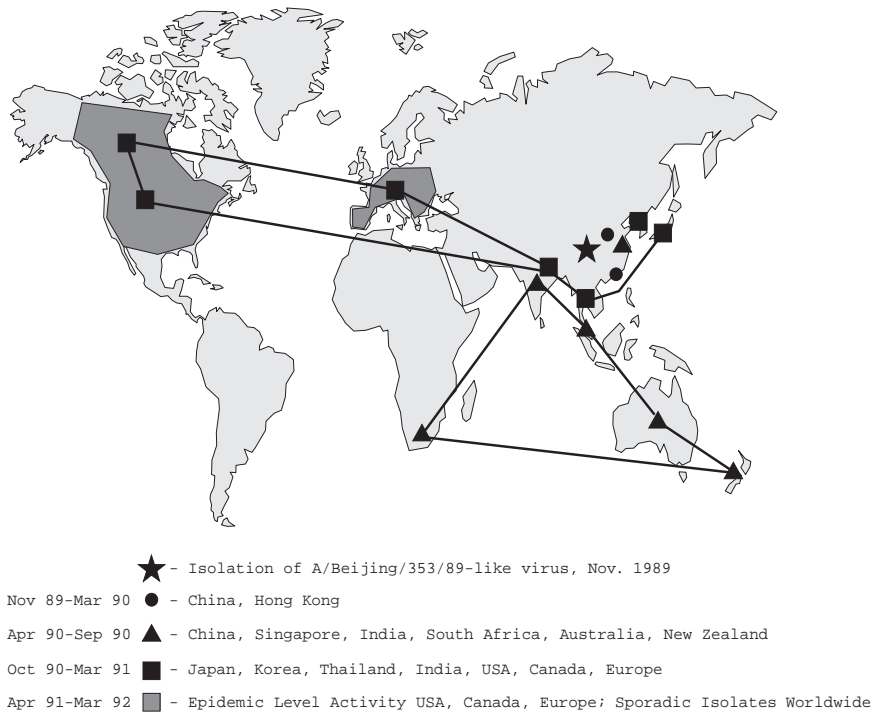 - Isolation of A/Beijing/353/89-like virus, Nov. 1989
Nov 89-Mar 90 - China, Hong Kong
Apr 90-Sep 90 - China, Singapore, India, South Africa, Australia, New Zealand
Oct 90-Mar 91 - Japan, Korea, Thailand, India, USA, Canada, Europe
Apr 91-Mar 92 - Epidemic Level Activity USA, Canada, Europe; Sporadic Isolates Worldwide